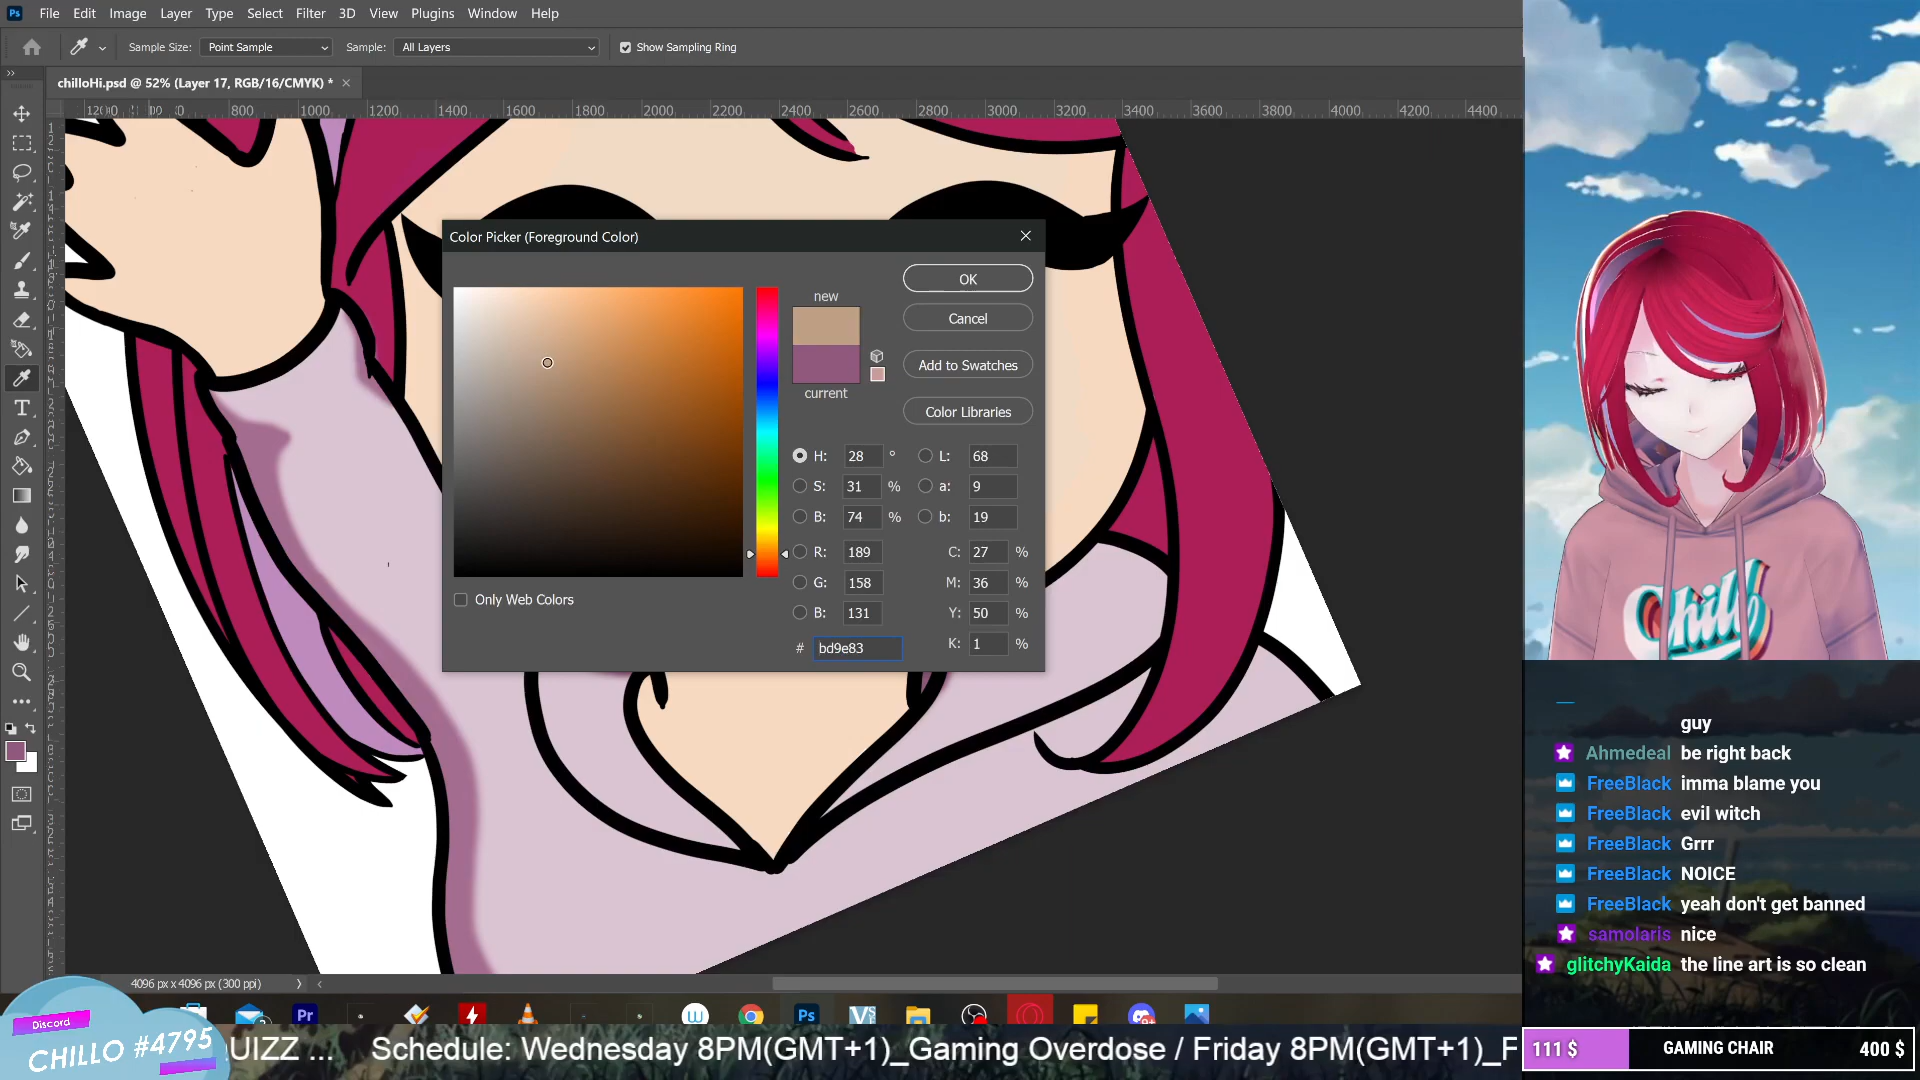 Ps File Edit Image Layer Type Select Filter 3D View Plugins Window Help
Sample Size: Point Sample Sample: All Layers Show Sampling Ring
chilloHi.psd @ 52% (Layer 17, RGB/16/CMYK) *
800 1000 1200 1400 1600 1800 2000 2200 2400 2600 2800 3000 3200 3400 3600 3800 4000 4200 4400
Color Picker (Foreground Color)
new
current
OK
Cancel
Add to Swatches
Color Libraries
H: 28 ° L: 68
S: 31 % a: 9
B: 74 % b: 19
R: 189 C: 27 %
G: 158 M: 36 %
B: 131 Y: 50 %
# bd9e83 K: 1 %
Only Web Colors
4096 px x 4096 px (300 ppi)
Chill
guy
Ahmedeal be right back
FreeBlack imma blame you
FreeBlack evil witch
FreeBlack Grrr
FreeBlack NOICE
FreeBlack yeah don't get banned
samolaris nice
glitchyKaida the line art is so clean
Pr
Ps
Discord
CHILLO #4795
UIZZ ... Schedule: Wednesday 8PM(GMT+1)_Gaming Overdose / Friday 8PM(GMT+1)_F
111 $ GAMING CHAIR 400 $